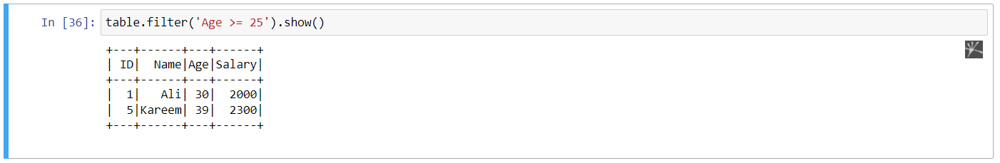 In [36]: table.filter('Age >= 25').show()
+---+------+---+------+
| ID|  Name|Age|Salary|
+---+------+---+------+
|  1|   Ali| 30|  2000|
|  5|Kareem| 39|  2300|
+---+------+---+------+